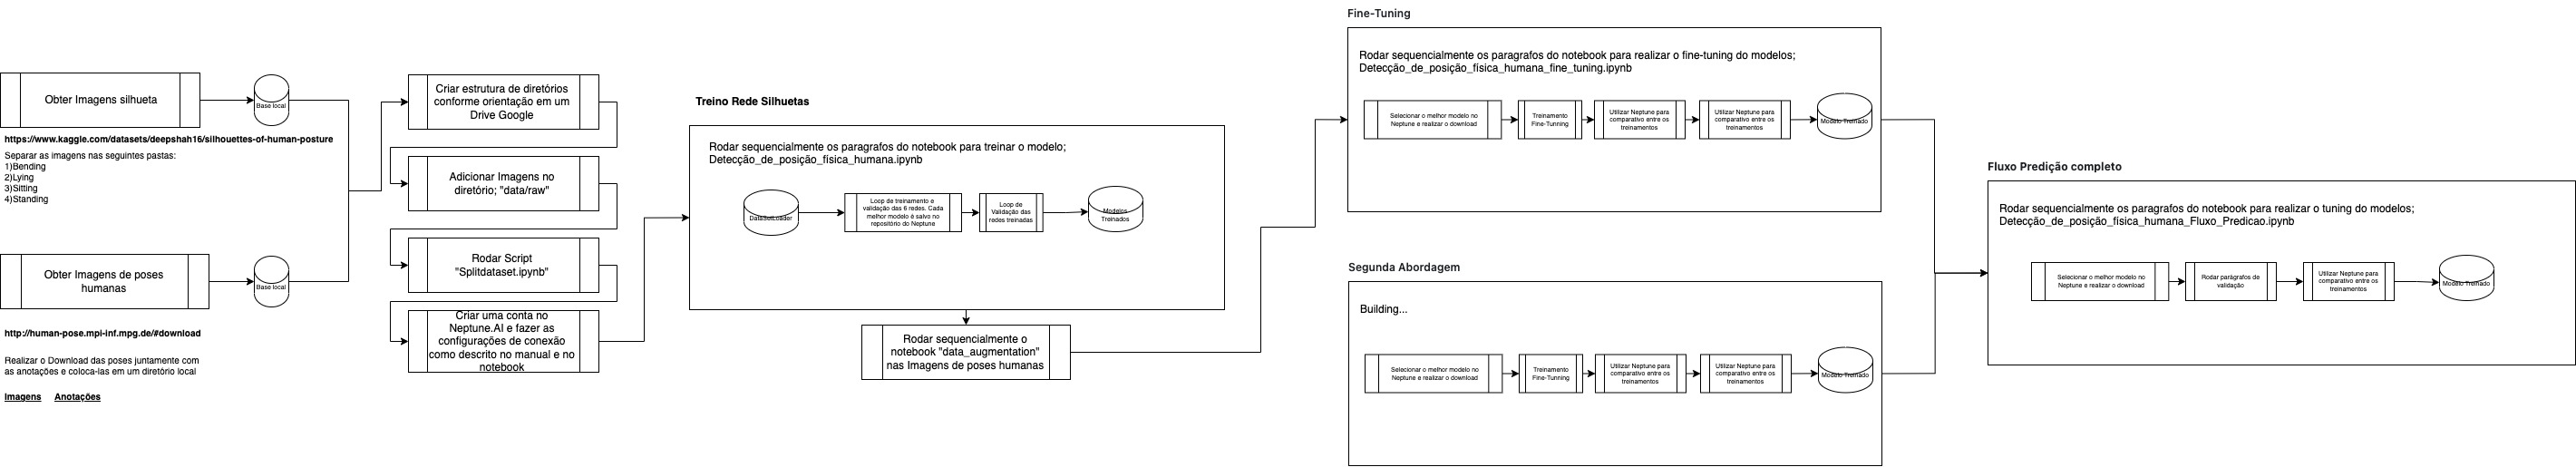 Obter Imagens silhueta
Base local
https://www.kaggle.com/datasets/deepshah16/silhouettes-of-human-posture
Separar as imagens nas seguintes pastas:
1)Bending
2)Lying
3)Sitting
4)Standing
Obter Imagens de poses
humanas
Base local
http://human-pose.mpi-inf.mpg.de/#download
Realizar o Download das poses juntamente com
as anotações e coloca-las em um diretório local
Imagens Anotações
Criar estrutura de diretórios
conforme orientação em um
Drive Google
Adicionar Imagens no
diretório; "data/raw"
Rodar Script
"Splitdataset.ipynb"
Criar uma conta no
Neptune.AI e fazer as
configurações de conexão
como descrito no manual e no
notebook
Treino Rede Silhuetas
Rodar sequencialmente os paragrafos do notebook para treinar o modelo;
Detecção_de_posição_física_humana.ipynb
DataSetLoader
Loop de treinamento e
validação das 6 redes. Cada
melhor modelo é salvo no
repositório do Neptune
Loop de
Validação das
redes treinadas
Modelos
Treinados
Rodar sequencialmente o
notebook "data_augmentation"
nas Imagens de poses humanas
Fine-Tuning
Rodar sequencialmente os paragrafos do notebook para realizar o fine-tuning do modelos;
Detecção_de_posição_física_humana_fine_tuning.ipynb
Selecionar o melhor modelo no
Neptune e realizar o download
Treinamento
Fine-Tunning
Utilizar Neptune para
comparativo entre os
treinamentos
Utilizar Neptune para
comparativo entre os
treinamentos
Modelo Treinado
Segunda Abordagem
Building...
Selecionar o melhor modelo no
Neptune e realizar o download
Treinamento
Fine-Tunning
Utilizar Neptune para
comparativo entre os
treinamentos
Utilizar Neptune para
comparativo entre os
treinamentos
Modelo Treinado
Fluxo Predição completo
Rodar sequencialmente os paragrafos do notebook para realizar o tuning do modelos;
Detecção_de_posição_física_humana_Fluxo_Predicao.ipynb
Selecionar o melhor modelo no
Neptune e realizar o download
Rodar parágrafos de
validação
Utilizar Neptune para
comparativo entre os
treinamentos
Modelo Treinado